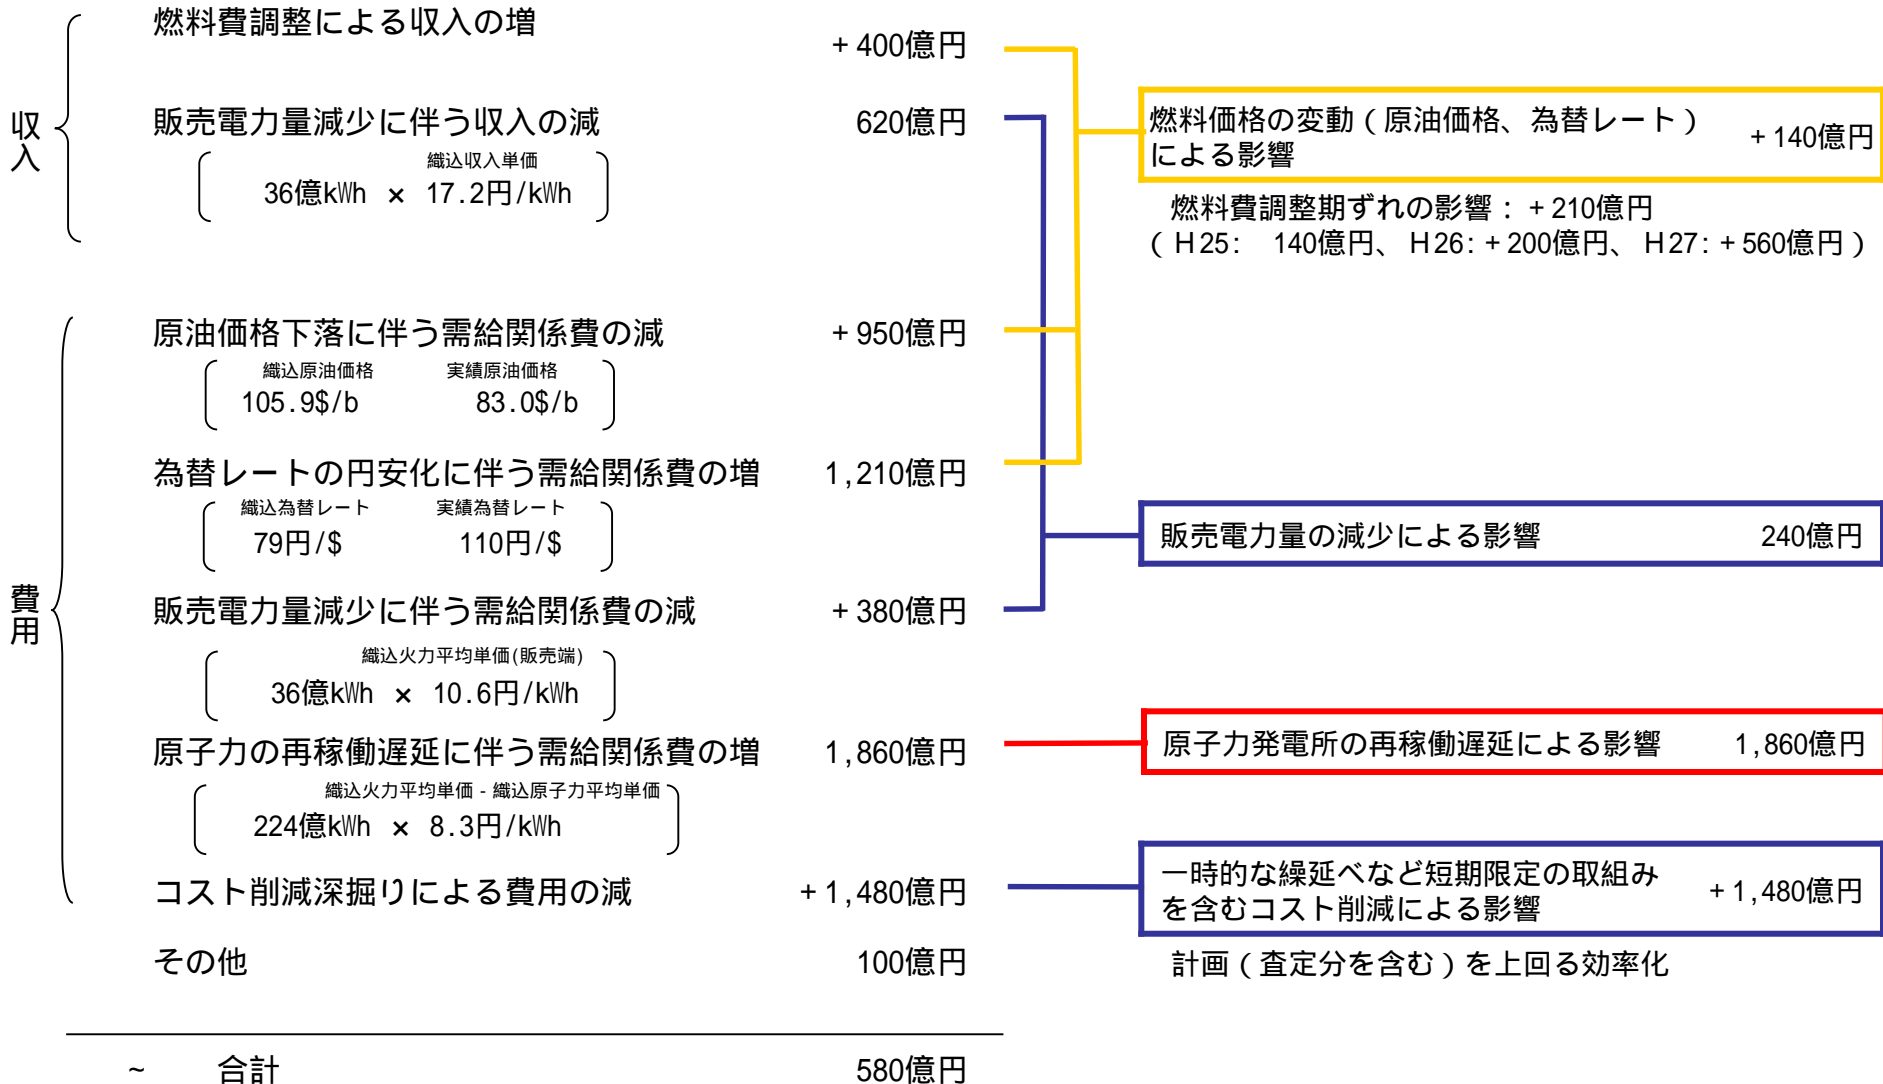 収入
燃料費調整による収入の増 +400億円
販売電力量減少に伴う収入の減 620億円
織込収入単価
36億kWh × 17.2円/kWh
燃料価格の変動(原油価格、為替レート)
による影響 +140億円
燃料費調整期ずれの影響:+210億円
(H25: 140億円、H26:+200億円、H27:+560億円)
費用
原油価格下落に伴う需給関係費の減 +950億円
織込原油価格 実績原油価格
105.9$/b 83.0$/b
為替レートの円安化に伴う需給関係費の増 1,210億円
織込為替レート 実績為替レート
79円/$ 110円/$
販売電力量の減少による影響 240億円
販売電力量減少に伴う需給関係費の減 +380億円
織込火力平均単価(販売端)
36億kWh × 10.6円/kWh
原子力の再稼働遅延に伴う需給関係費の増 1,860億円
原子力発電所の再稼働遅延による影響 1,860億円
織込火力平均単価 - 織込原子力平均単価
224億kWh × 8.3円/kWh
コスト削減深掘りによる費用の減 +1,480億円
一時的な繰延べなど短期限定の取組み
を含むコスト削減による影響 +1,480億円
その他 100億円
計画(査定分を含む)を上回る効率化
~ 合計 580億円